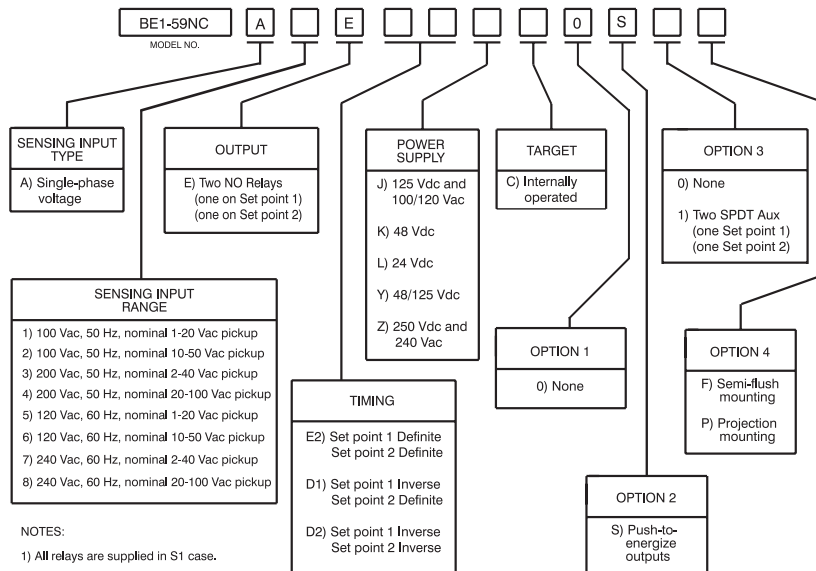 BE1-59NC A E 0 S
MODEL NO.
SENSING INPUT
TYPE
A) Single-phase
voltage
OUTPUT
E) Two NO Relays
(one on Set point 1)
(one on Set point 2)
POWER
SUPPLY
J) 125 Vdc and
100/120 Vac
K) 48 Vdc
L) 24 Vdc
Y) 48/125 Vdc
Z) 250 Vdc and
240 Vac
TARGET
C) Internally
operated
OPTION 3
0) None
1) Two SPDT Aux
(one Set point 1)
(one Set point 2)
SENSING INPUT
RANGE
1) 100 Vac, 50 Hz, nominal 1-20 Vac pickup
2) 100 Vac, 50 Hz, nominal 10-50 Vac pickup
3) 200 Vac, 50 Hz, nominal 2-40 Vac pickup
4) 200 Vac, 50 Hz, nominal 20-100 Vac pickup
5) 120 Vac, 60 Hz, nominal 1-20 Vac pickup
6) 120 Vac, 60 Hz, nominal 10-50 Vac pickup
7) 240 Vac, 60 Hz, nominal 2-40 Vac pickup
8) 240 Vac, 60 Hz, nominal 20-100 Vac pickup
TIMING
E2) Set point 1 Definite
Set point 2 Definite
D1) Set point 1 Inverse
Set point 2 Definite
D2) Set point 1 Inverse
Set point 2 Inverse
OPTION 1
0) None
OPTION 4
F) Semi-flush
mounting
P) Projection
mounting
OPTION 2
S) Push-to-
energize
outputs
NOTES:
1) All relays are supplied in S1 case.